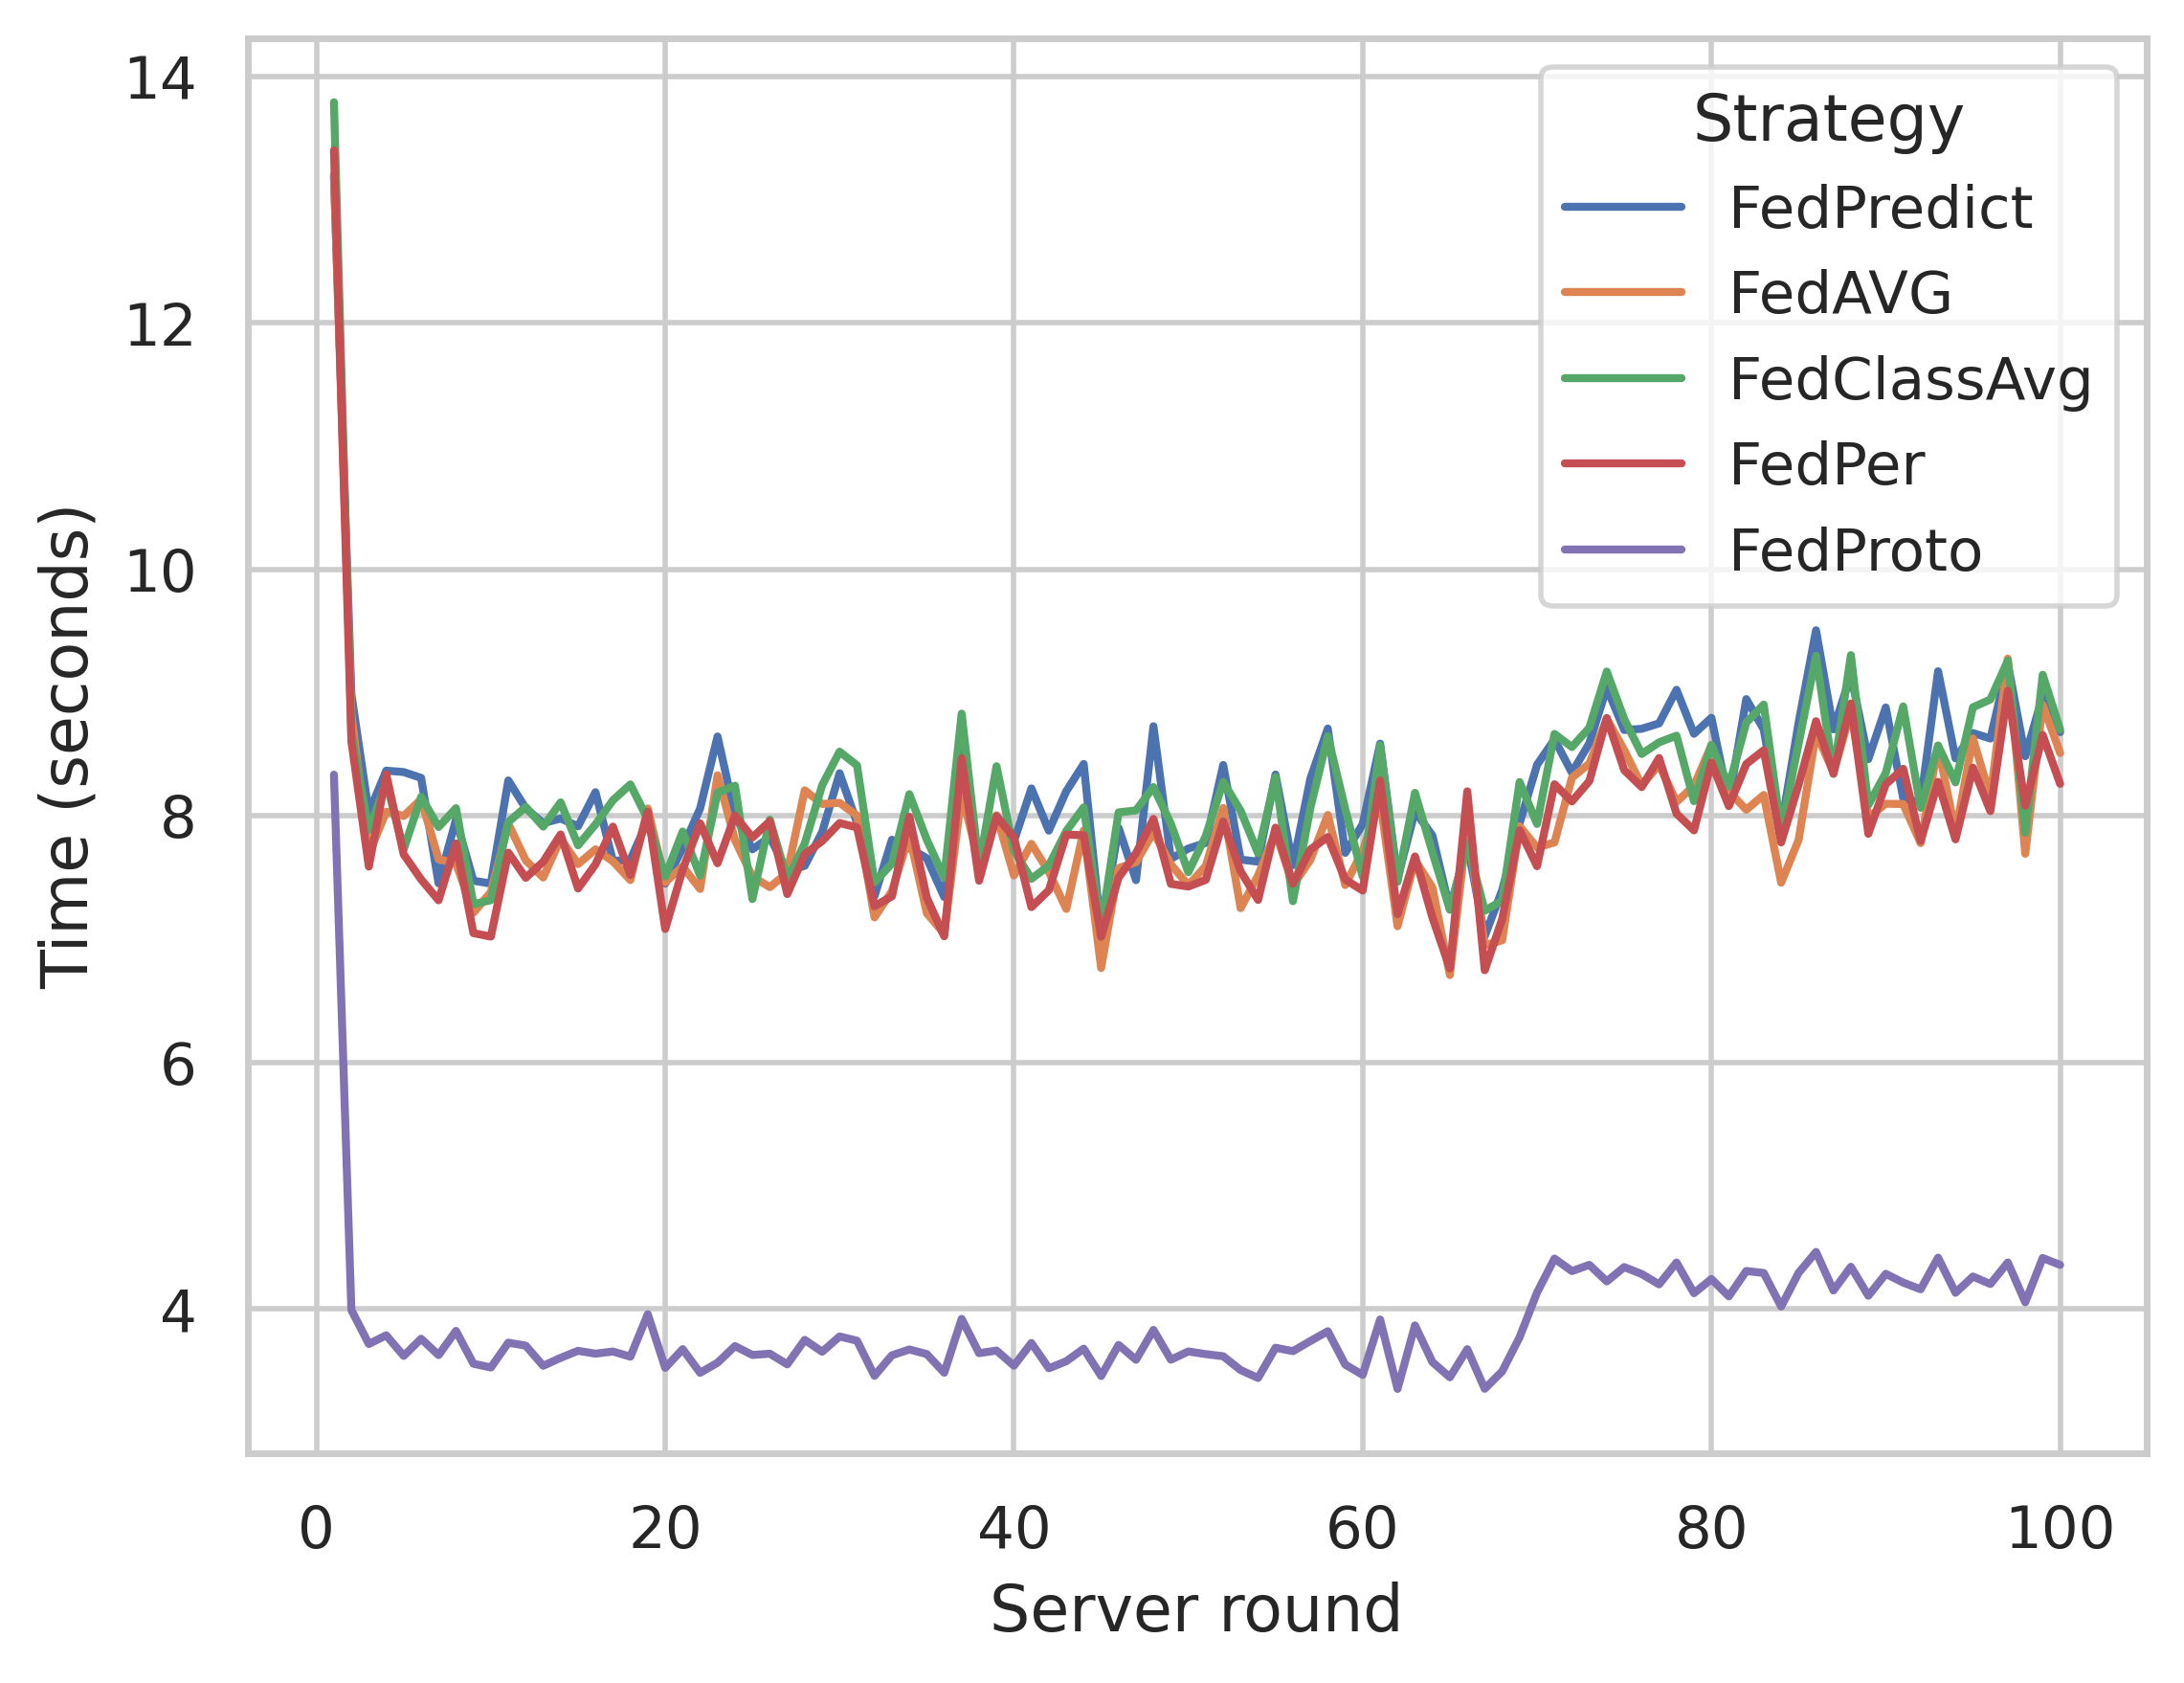 14
12
10
8
6
4
Time (seconds)
0 20 40 60 80 100
Server round
Strategy
FedPredict
FedAVG
FedClassAvg
FedPer
FedProto